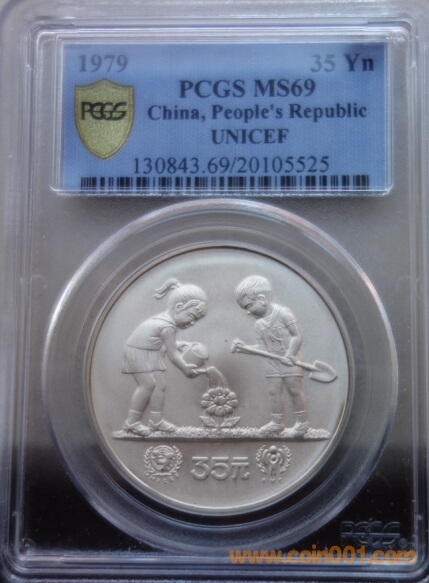 1979 35 Yn
PCGS PCGS MS69
China, People's Republic
UNICEF
130843.69/20105525
35元
PCGS
www.coin001.com